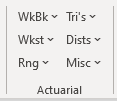 WkBk Tri's
Wkst Dists
Rng Misc
Actuarial